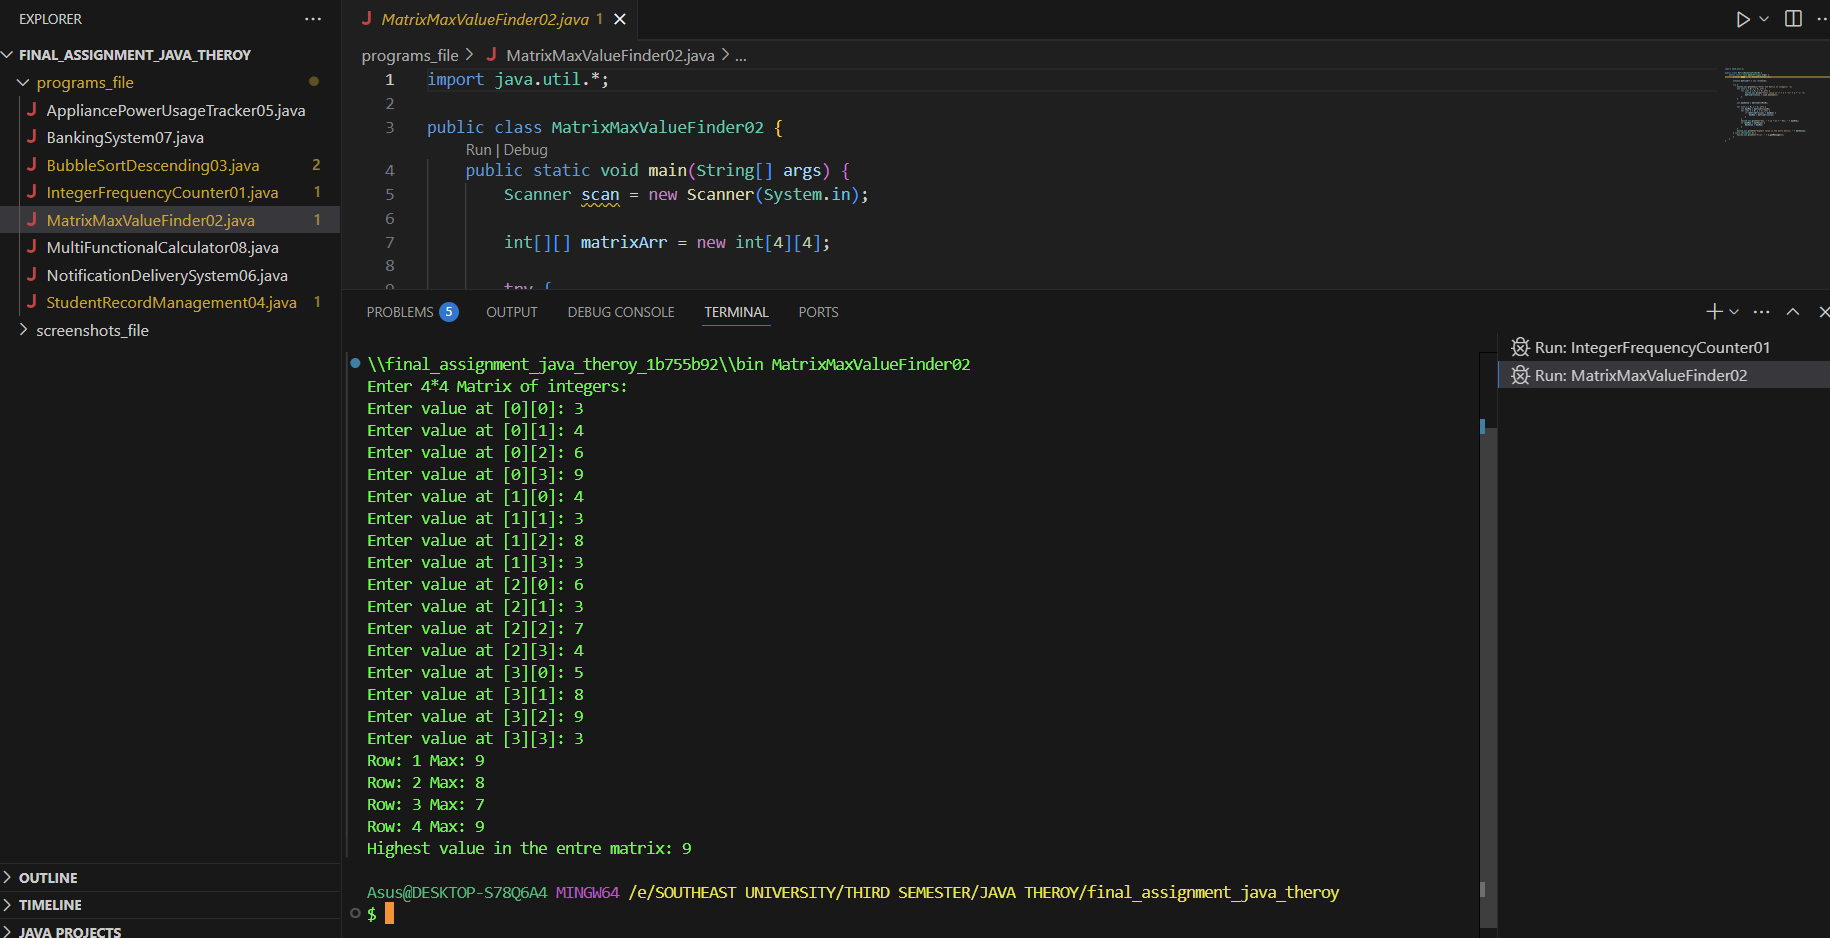 EXPLORER
FINAL_ASSIGNMENT_JAVA_THEROY
programs_file
AppliancePowerUsageTracker05.java
BankingSystem07.java
BubbleSortDescending03.java 2
IntegerFrequencyCounter01.java 1
MatrixMaxValueFinder02.java 1
MultiFunctionalCalculator08.java
NotificationDeliverySystem06.java
StudentRecordManagement04.java 1
screenshots_file
OUTLINE
TIMELINE
JAVA PROJECTS
MatrixMaxValueFinder02.java 1
programs_file > MatrixMaxValueFinder02.java > ...
1 import java.util.*;
2
3 public class MatrixMaxValueFinder02 {
Run | Debug
4 public static void main(String[] args) {
5 Scanner scan = new Scanner(System.in);
6
7 int[][] matrixArr = new int[4][4];
8
9 try {
PROBLEMS 5 OUTPUT DEBUG CONSOLE TERMINAL PORTS
\\final_assignment_java_theroy_1b755b92\\bin MatrixMaxValueFinder02
Enter 4*4 Matrix of integers:
Enter value at [0][0]: 3
Enter value at [0][1]: 4
Enter value at [0][2]: 6
Enter value at [0][3]: 9
Enter value at [1][0]: 4
Enter value at [1][1]: 3
Enter value at [1][2]: 8
Enter value at [1][3]: 3
Enter value at [2][0]: 6
Enter value at [2][1]: 3
Enter value at [2][2]: 7
Enter value at [2][3]: 4
Enter value at [3][0]: 5
Enter value at [3][1]: 8
Enter value at [3][2]: 9
Enter value at [3][3]: 3
Row: 1 Max: 9
Row: 2 Max: 8
Row: 3 Max: 7
Row: 4 Max: 9
Highest value in the entre matrix: 9
Asus@DESKTOP-S78Q6A4 MINGW64 /e/SOUTHEAST UNIVERSITY/THIRD SEMESTER/JAVA THEROY/final_assignment_java_theroy
$
Run: IntegerFrequencyCounter01
Run: MatrixMaxValueFinder02